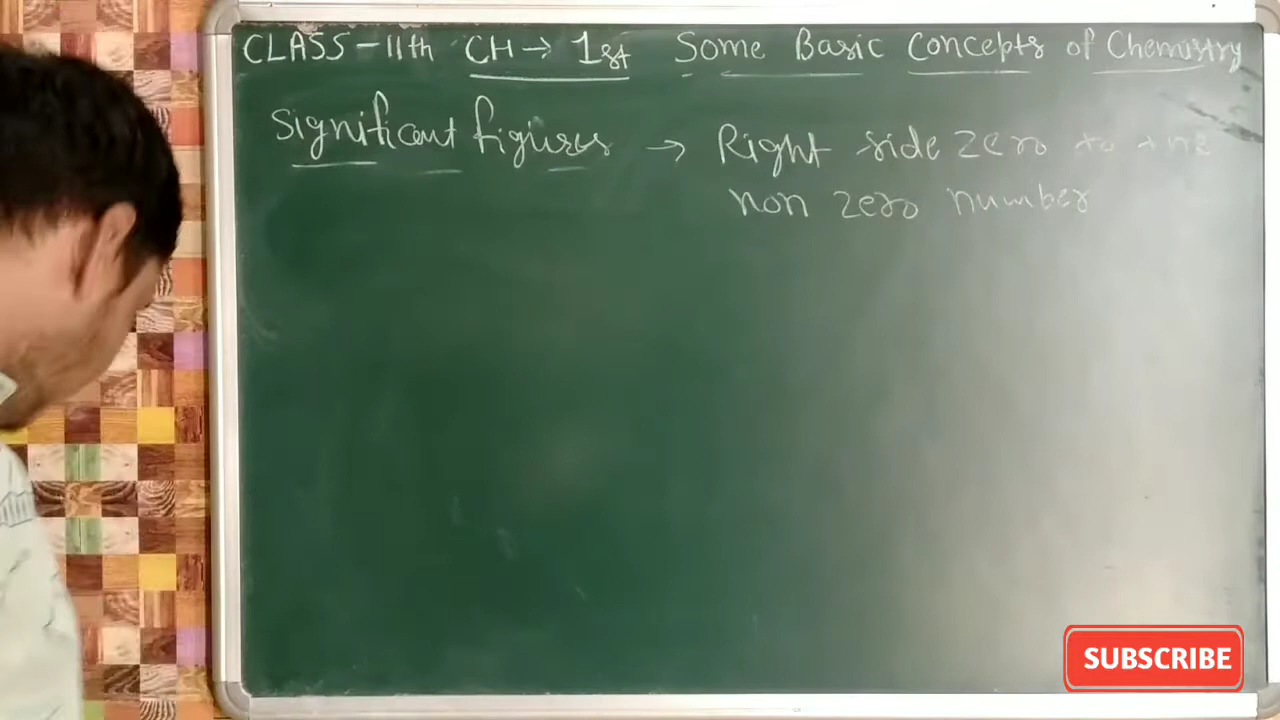 CLASS-11th CH→ 1st Some Basic Concepts of Chemistry
Significant figures → Right side zero to the
non zero number
SUBSCRIBE